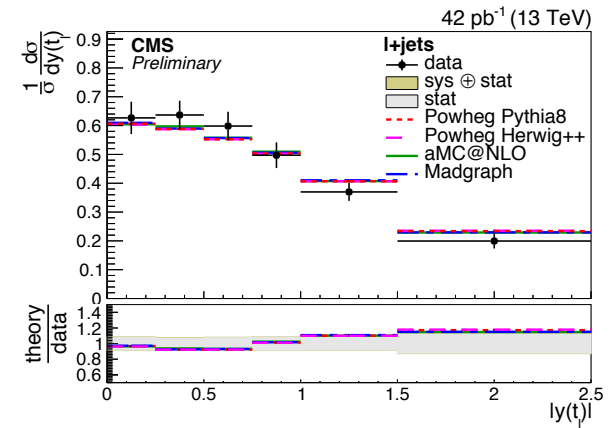 42 pb⁻¹ (13 TeV)
1/σ dσ/dy(t_l)
CMS
Preliminary
l+jets
data
sys ⊕ stat
stat
Powheg Pythia8
Powheg Herwig++
aMC@NLO
Madgraph
0.9
0.8
0.7
0.6
0.5
0.4
0.3
0.2
0.1
0
theory/data
1.4
1.2
1
0.8
0.6
0 0.5 1 1.5 2 2.5
|y(t_l)|